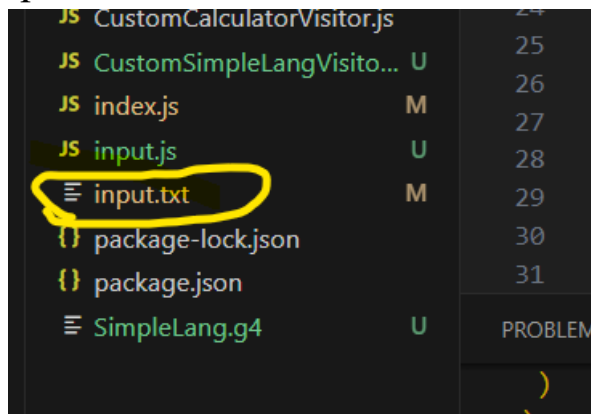 JS CustomCalculatorVisitor.js
JS CustomSimpleLangVisito... U
JS index.js M
JS input.js U
input.txt M
{} package-lock.json
{} package.json
SimpleLang.g4 U
24
25
26
27
28
29
30
31
PROBLEM
)